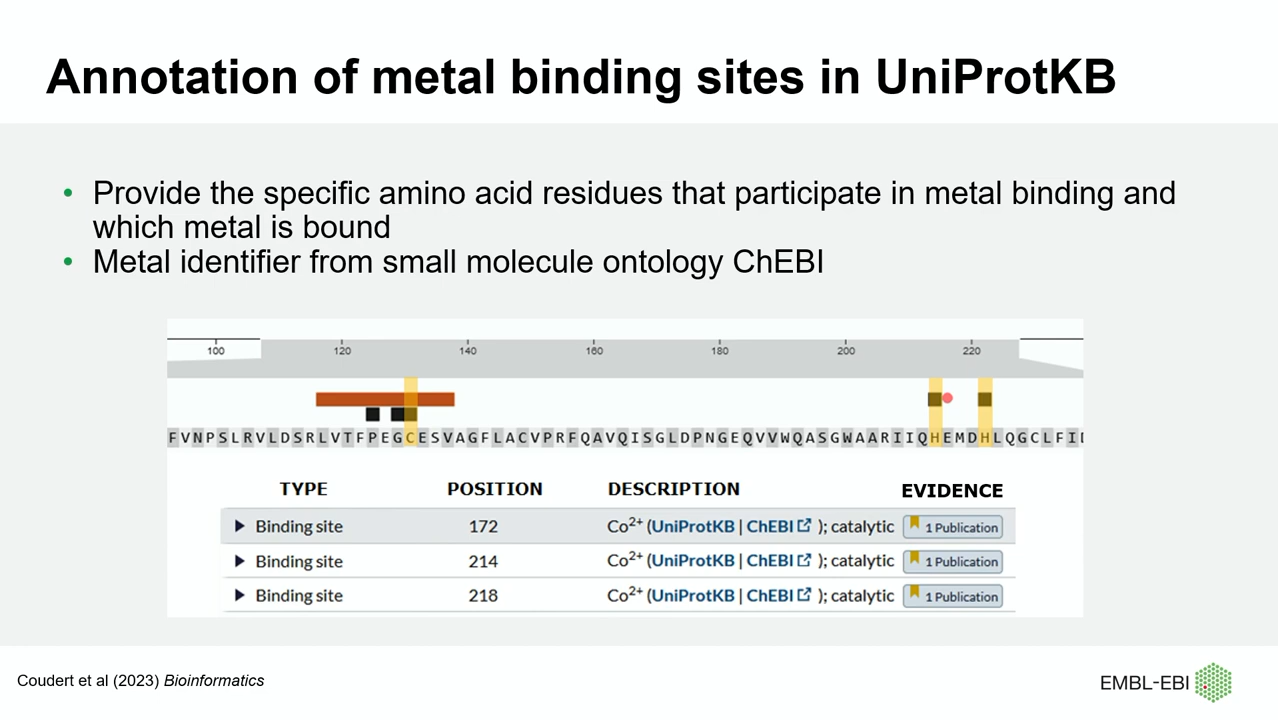 Annotation of metal binding sites in UniProtKB
• Provide the specific amino acid residues that participate in metal binding and
which metal is bound
• Metal identifier from small molecule ontology ChEBI
100 120 140 160 180 200 220
FVNPSLRVLDSRLVTFPEGCESVAGFLACVPRFQAVQISGLDPNGEQVVWQASGWAARIIQHEMDHLQGCLFI
TYPE POSITION DESCRIPTION EVIDENCE
Binding site 172 Co²⁺ (UniProtKB | ChEBI ); catalytic 1 Publication
Binding site 214 Co²⁺ (UniProtKB | ChEBI ); catalytic 1 Publication
Binding site 218 Co²⁺ (UniProtKB | ChEBI ); catalytic 1 Publication
Coudert et al (2023) Bioinformatics
EMBL-EBI